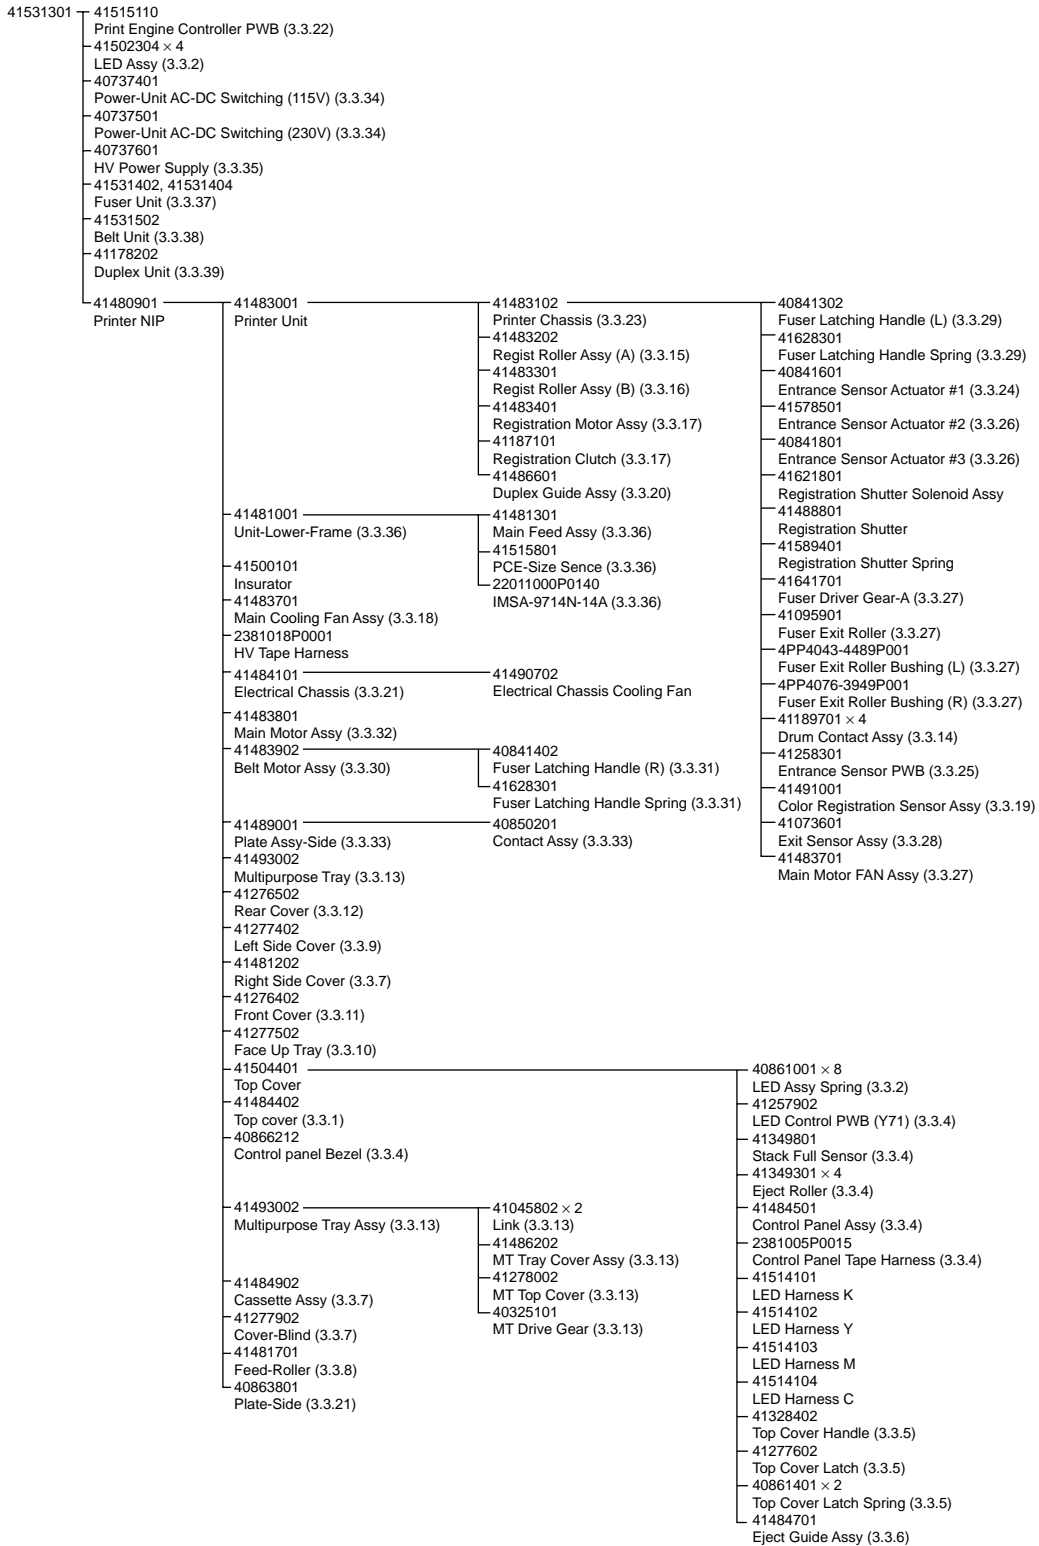 41531301
41515110
Print Engine Controller PWB (3.3.22)
41502304 × 4
LED Assy (3.3.2)
40737401
Power-Unit AC-DC Switching (115V) (3.3.34)
40737501
Power-Unit AC-DC Switching (230V) (3.3.34)
40737601
HV Power Supply (3.3.35)
41531402, 41531404
Fuser Unit (3.3.37)
41531502
Belt Unit (3.3.38)
41178202
Duplex Unit (3.3.39)
41480901
Printer NIP
41483001
Printer Unit
41483102
Printer Chassis (3.3.23)
41483202
Regist Roller Assy (A) (3.3.15)
41483301
Regist Roller Assy (B) (3.3.16)
41483401
Registration Motor Assy (3.3.17)
41187101
Registration Clutch (3.3.17)
41486601
Duplex Guide Assy (3.3.20)
40841302
Fuser Latching Handle (L) (3.3.29)
41628301
Fuser Latching Handle Spring (3.3.29)
40841601
Entrance Sensor Actuator #1 (3.3.24)
41578501
Entrance Sensor Actuator #2 (3.3.26)
40841801
Entrance Sensor Actuator #3 (3.3.26)
41621801
Registration Shutter Solenoid Assy
41488801
Registration Shutter
41589401
Registration Shutter Spring
41641701
Fuser Driver Gear-A (3.3.27)
41095901
Fuser Exit Roller (3.3.27)
4PP4043-4489P001
Fuser Exit Roller Bushing (L) (3.3.27)
4PP4076-3949P001
Fuser Exit Roller Bushing (R) (3.3.27)
41189701 × 4
Drum Contact Assy (3.3.14)
41258301
Entrance Sensor PWB (3.3.25)
41491001
Color Registration Sensor Assy (3.3.19)
41073601
Exit Sensor Assy (3.3.28)
41483701
Main Motor FAN Assy (3.3.27)
41481001
Unit-Lower-Frame (3.3.36)
41481301
Main Feed Assy (3.3.36)
41515801
PCE-Size Sence (3.3.36)
22011000P0140
IMSA-9714N-14A (3.3.36)
41500101
Insurator
41483701
Main Cooling Fan Assy (3.3.18)
2381018P0001
HV Tape Harness
41484101
Electrical Chassis (3.3.21)
41490702
Electrical Chassis Cooling Fan
41483801
Main Motor Assy (3.3.32)
41483902
Belt Motor Assy (3.3.30)
40841402
Fuser Latching Handle (R) (3.3.31)
41628301
Fuser Latching Handle Spring (3.3.31)
41489001
Plate Assy-Side (3.3.33)
40850201
Contact Assy (3.3.33)
41493002
Multipurpose Tray (3.3.13)
41276502
Rear Cover (3.3.12)
41277402
Left Side Cover (3.3.9)
41481202
Right Side Cover (3.3.7)
41276402
Front Cover (3.3.11)
41277502
Face Up Tray (3.3.10)
41504401
Top Cover
41484402
Top cover (3.3.1)
40866212
Control panel Bezel (3.3.4)
40861001 × 8
LED Assy Spring (3.3.2)
41257902
LED Control PWB (Y71) (3.3.4)
41349801
Stack Full Sensor (3.3.4)
41349301 × 4
Eject Roller (3.3.4)
41484501
Control Panel Assy (3.3.4)
2381005P0015
Control Panel Tape Harness (3.3.4)
41514101
LED Harness K
41514102
LED Harness Y
41514103
LED Harness M
41514104
LED Harness C
41328402
Top Cover Handle (3.3.5)
41277602
Top Cover Latch (3.3.5)
40861401 × 2
Top Cover Latch Spring (3.3.5)
41484701
Eject Guide Assy (3.3.6)
41493002
Multipurpose Tray Assy (3.3.13)
41045802 × 2
Link (3.3.13)
41486202
MT Tray Cover Assy (3.3.13)
41278002
MT Top Cover (3.3.13)
40325101
MT Drive Gear (3.3.13)
41484902
Cassette Assy (3.3.7)
41277902
Cover-Blind (3.3.7)
41481701
Feed-Roller (3.3.8)
40863801
Plate-Side (3.3.21)